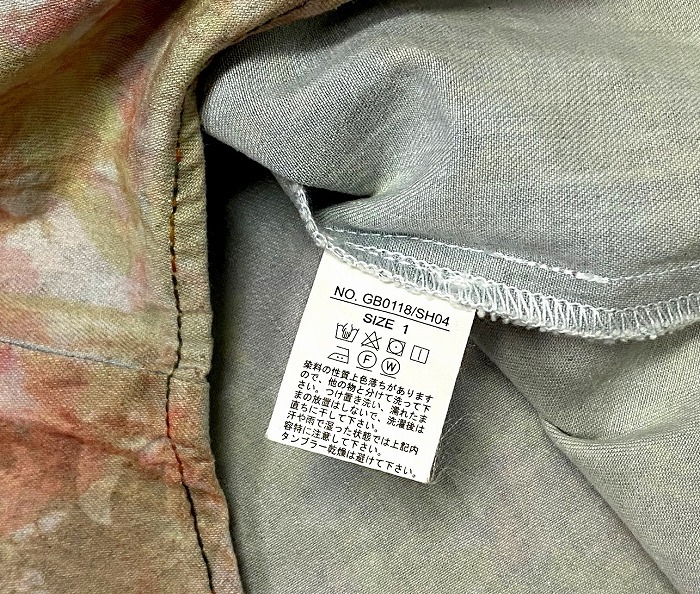 NO. GB0118/SH04
SIZE 1
F W
染料の性質上色落ちがあります
ので、他の物と分けて洗って下
さい。つけ置き洗い、濡れたま
まの放置はしないで、洗濯後は
直ちに干して下さい。
汗や雨で湿った状態では上記内
容特に注意して下さい。
タンブラー乾燥は避けて下さい。